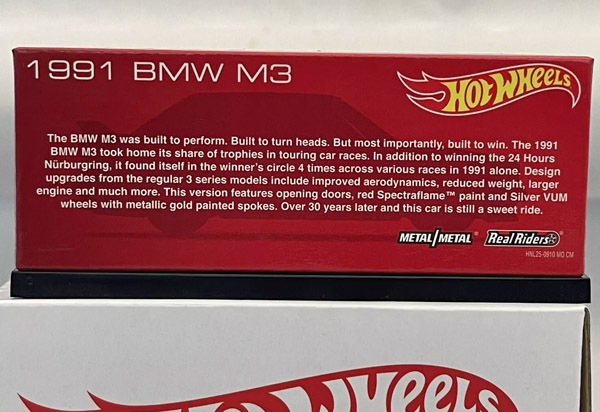 1991 BMW M3
HOT WHEELS
The BMW M3 was built to perform. Built to turn heads. But most importantly, built to win. The 1991
BMW M3 took home its share of trophies in touring car races. In addition to winning the 24 Hours
Nürburgring, it found itself in the winner's circle 4 times across various races in 1991 alone. Design
upgrades from the regular 3 series models include improved aerodynamics, reduced weight, larger
engine and much more. This version features opening doors, red Spectraflame™ paint and Silver VUM
wheels with metallic gold painted spokes. Over 30 years later and this car is still a sweet ride.
METAL/METAL® Real Riders®
HNL25-0910 MO CM
HOT WHEELS